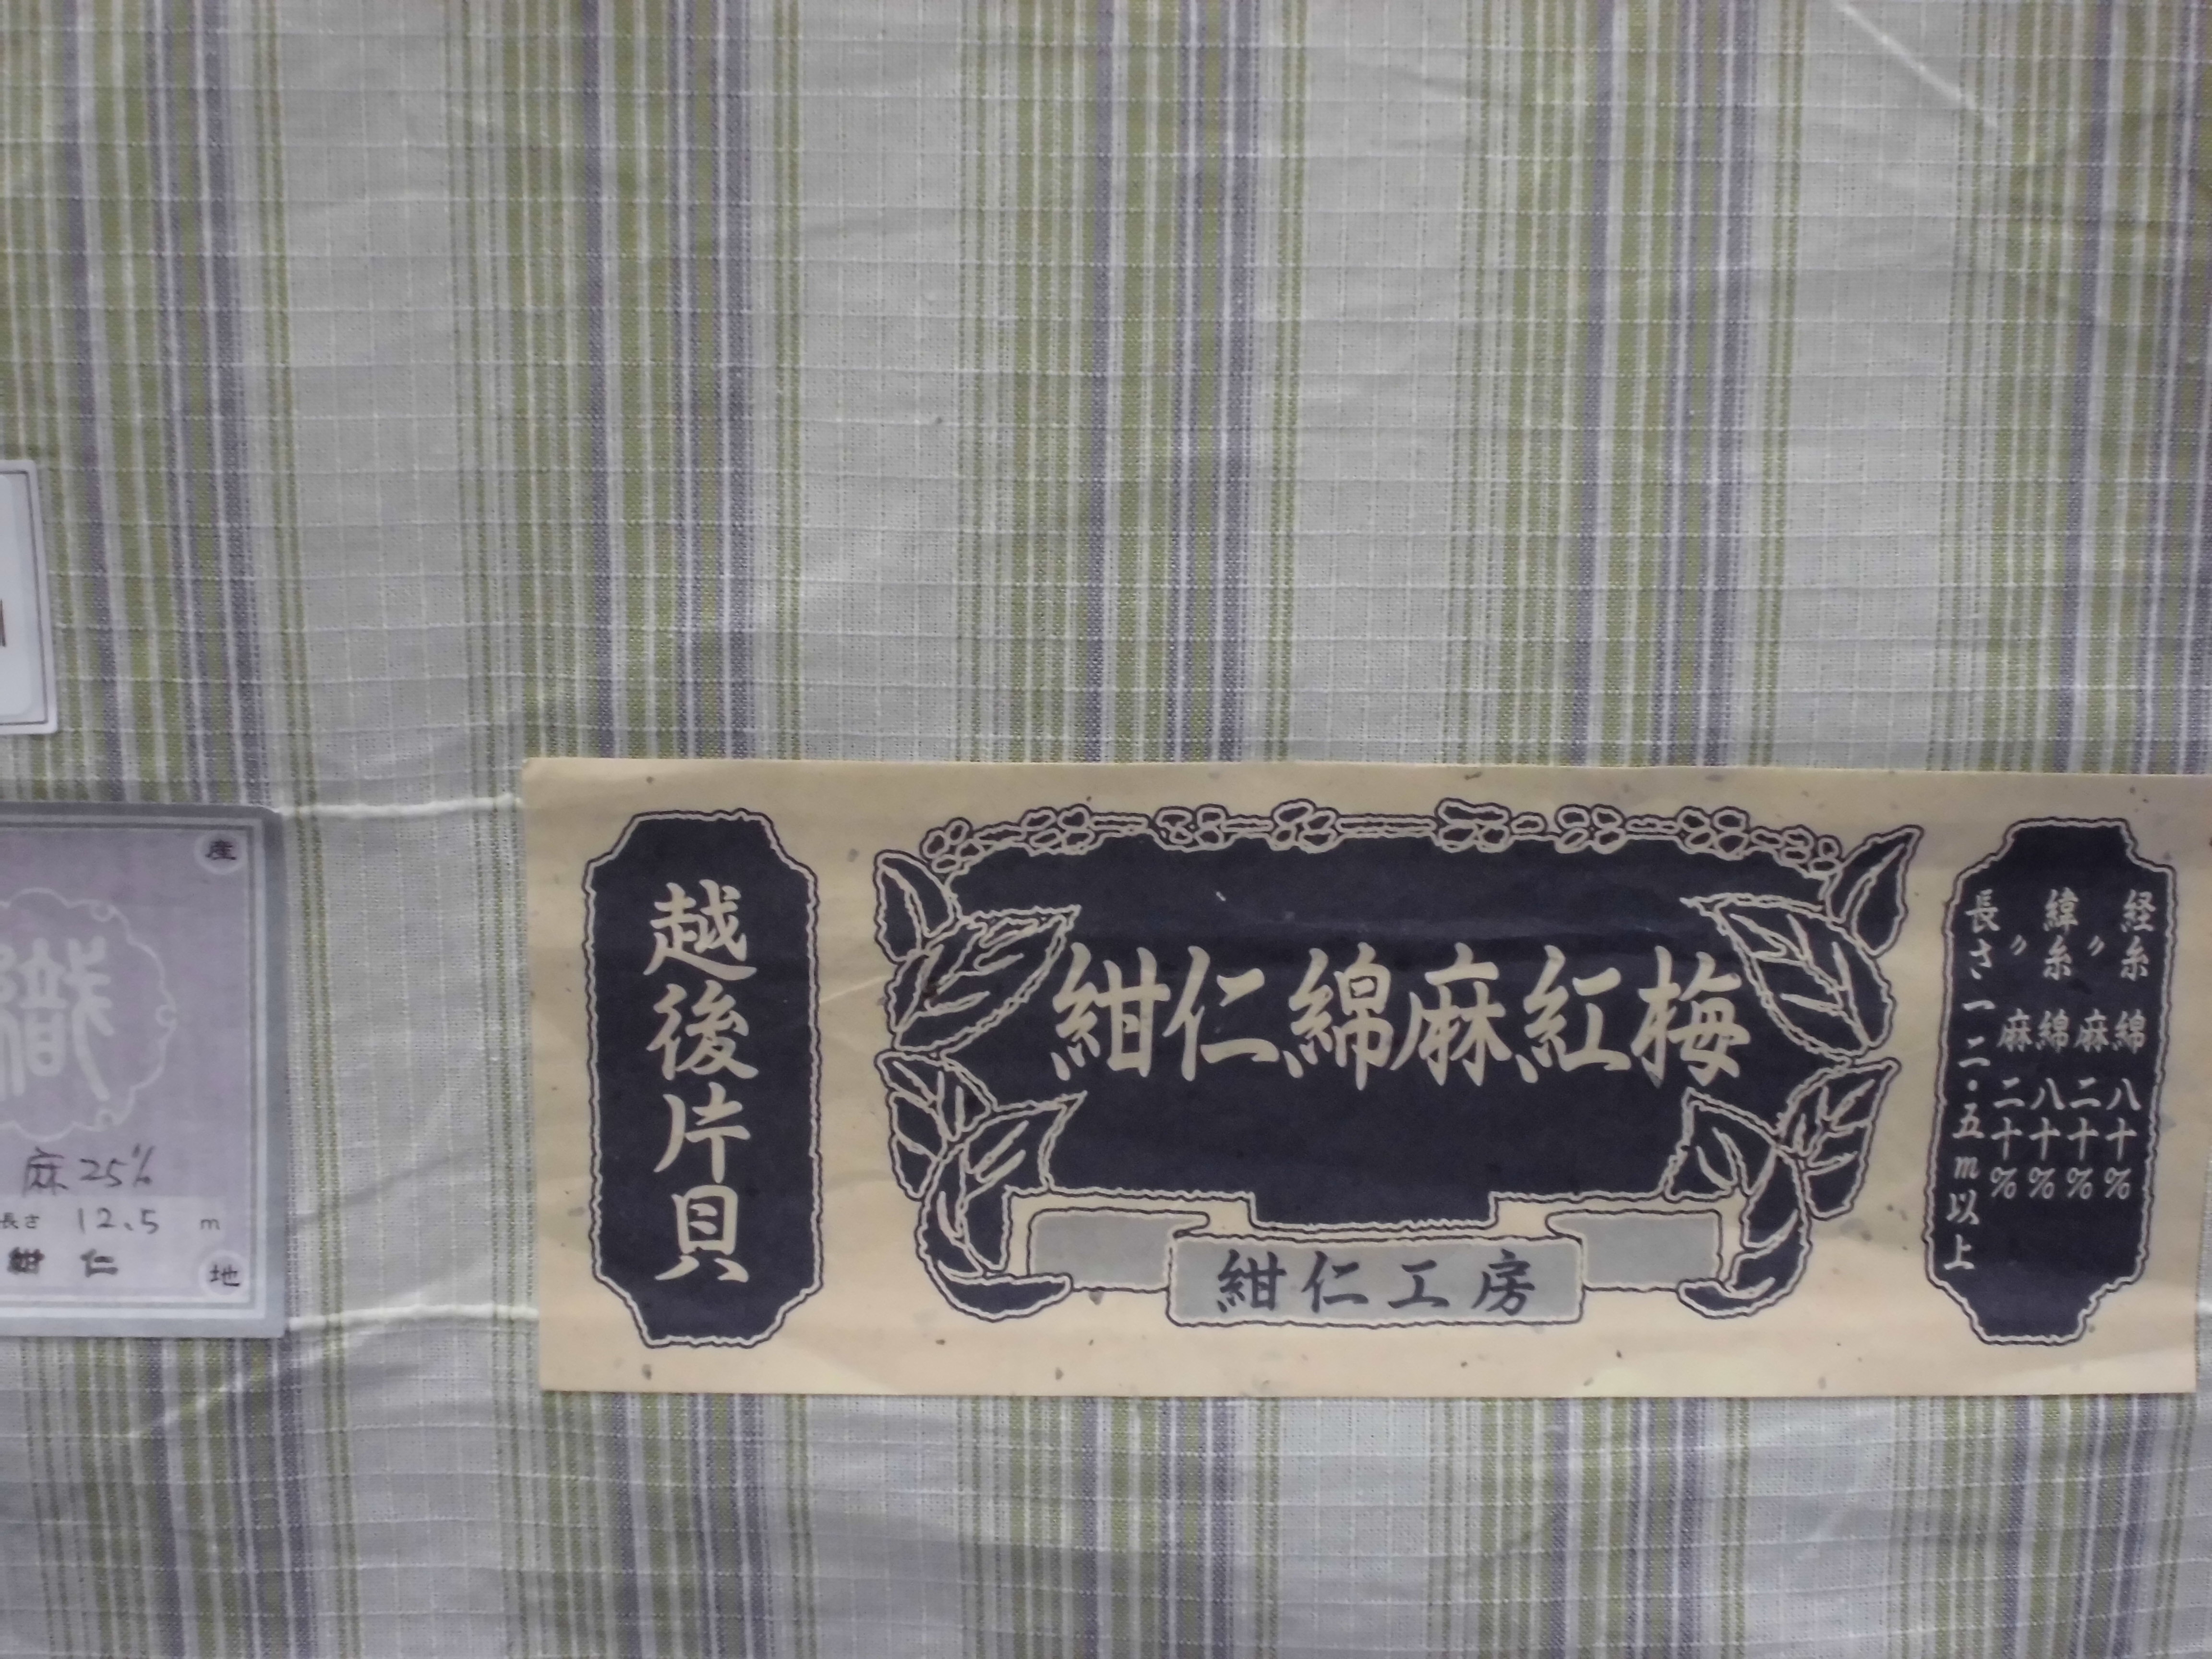 越後片貝
紺仁綿麻紅梅
紺仁工房
経糸 綿 八十%
〃 麻 二十%
緯糸 綿 八十%
〃 麻 二十%
長さ一二・五m以上
産
織
麻25%
長さ 12.5 m
紺仁
地